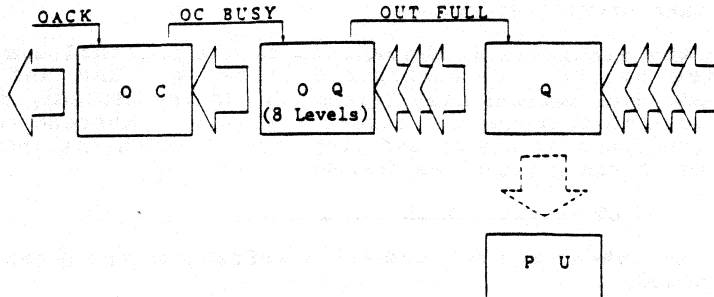 OACK
OC BUSY
OUT FULL
O C
O Q
(8 Levels)
Q
P U